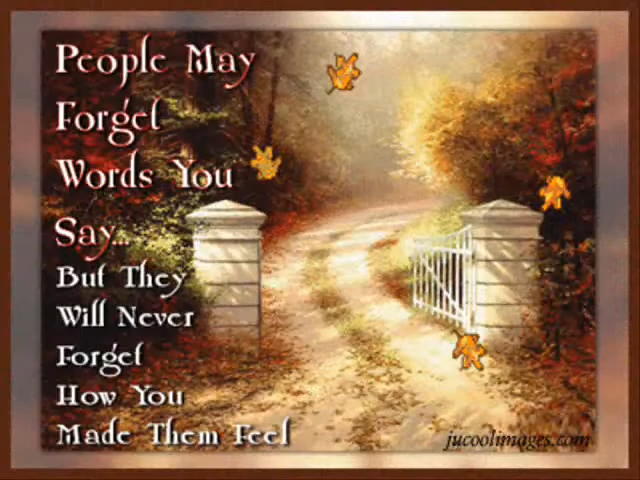 People May
Forget
Words You
Say...
But They
Will Never
Forget
How You
Made Them Feel
jucoolimages.com